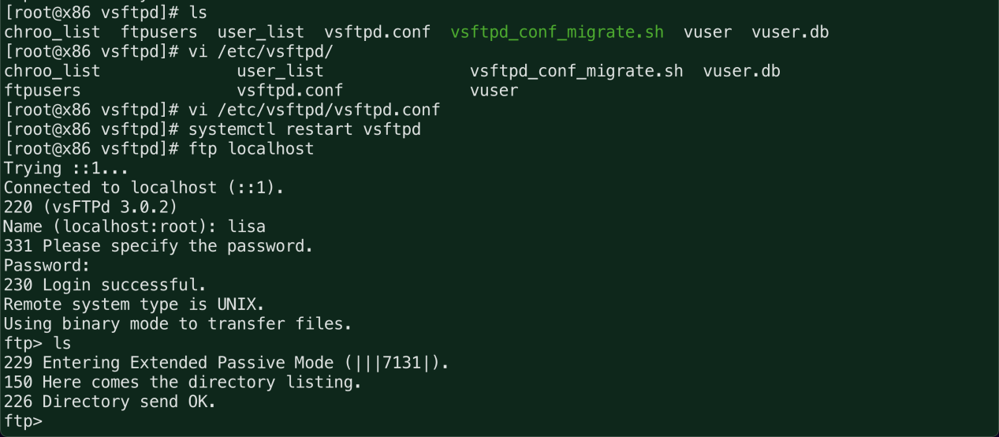 [root@x86 vsftpd]# ls
chroo_list  ftpusers  user_list  vsftpd.conf  vsftpd_conf_migrate.sh  vuser  vuser.db
[root@x86 vsftpd]# vi /etc/vsftpd/
chroo_list              user_list               vsftpd_conf_migrate.sh  vuser.db
ftpusers                vsftpd.conf             vuser
[root@x86 vsftpd]# vi /etc/vsftpd/vsftpd.conf
[root@x86 vsftpd]# systemctl restart vsftpd
[root@x86 vsftpd]# ftp localhost
Trying ::1...
Connected to localhost (::1).
220 (vsFTPd 3.0.2)
Name (localhost:root): lisa
331 Please specify the password.
Password:
230 Login successful.
Remote system type is UNIX.
Using binary mode to transfer files.
ftp> ls
229 Entering Extended Passive Mode (|||7131|).
150 Here comes the directory listing.
226 Directory send OK.
ftp>